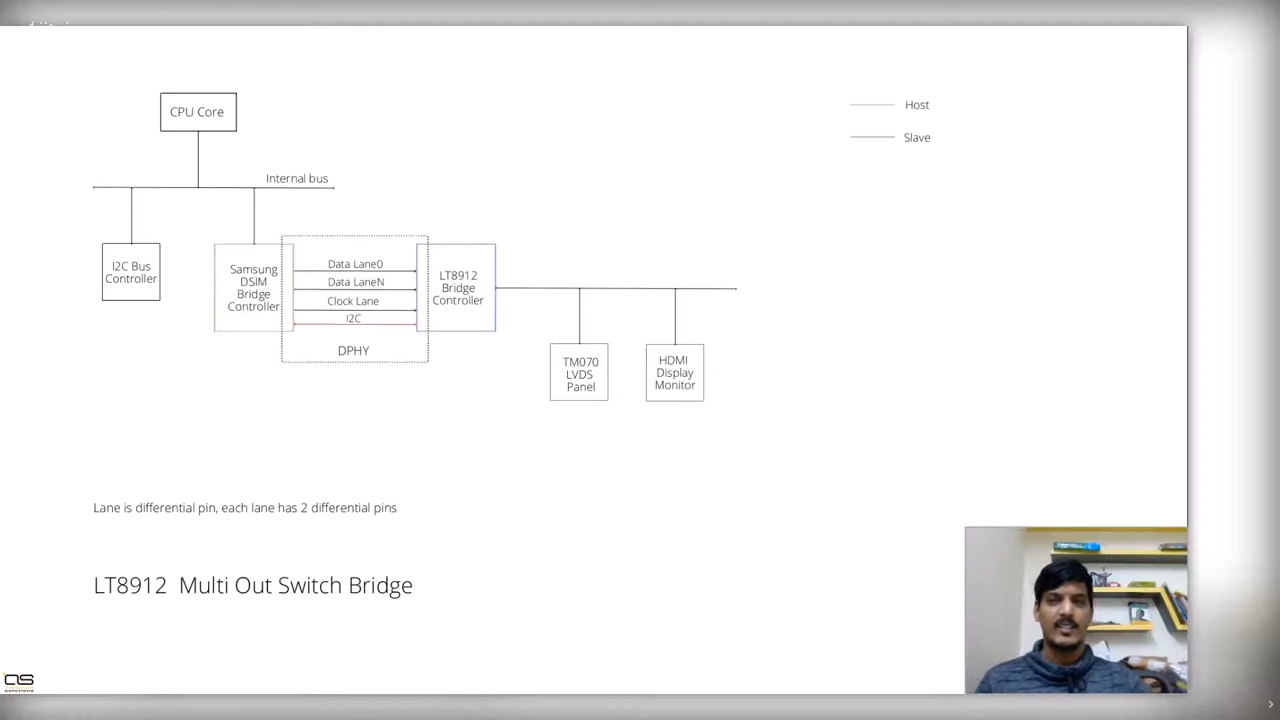 CPU Core
Host
Slave
Internal bus
I2C Bus
Controller
Samsung
DSIM
Bridge
Controller
Data Lane0
Data LaneN
Clock Lane
I2C
DPHY
LT8912
Bridge
Controller
TM070
LVDS
Panel
HDMI
Display
Monitor
Lane is differential pin, each lane has 2 differential pins
LT8912 Multi Out Switch Bridge